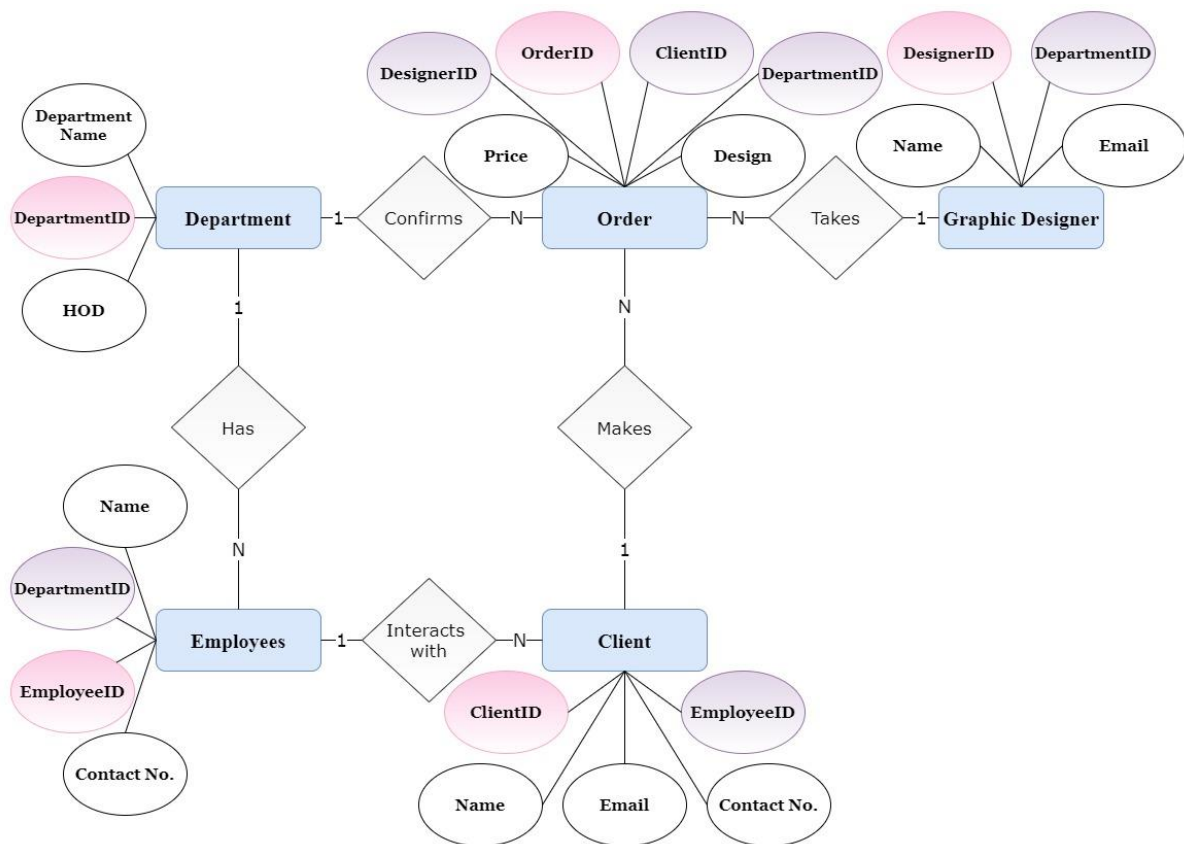 OrderID
ClientID
DesignerID
DepartmentID
DesignerID
DepartmentID
Department
Name
Price
Design
Name
Email
DepartmentID
Department
1
Confirms
N
Order
N
Takes
1
Graphic Designer
HOD
1
N
Has
Makes
Name
N
1
DepartmentID
Employees
1
Interacts
with
N
Client
EmployeeID
ClientID
EmployeeID
Contact No.
Name
Email
Contact No.